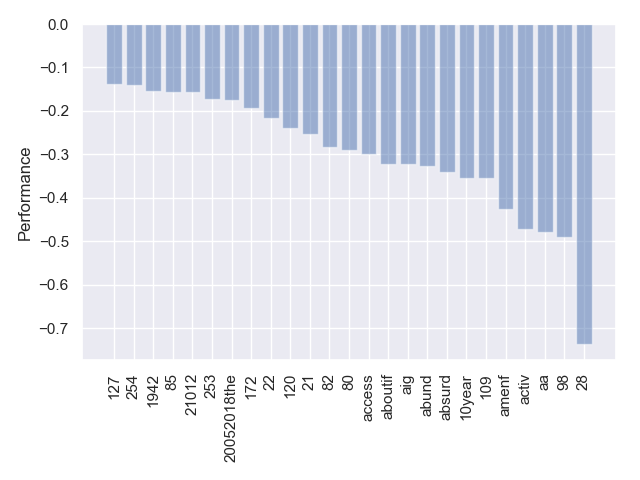 0.0
−0.1
−0.2
−0.3
−0.4
−0.5
−0.6
−0.7
Performance
127
254
1942
85
21012
253
20052018the
172
22
120
21
82
80
access
aboutif
aig
abund
absurd
10year
109
amenf
activ
aa
98
28